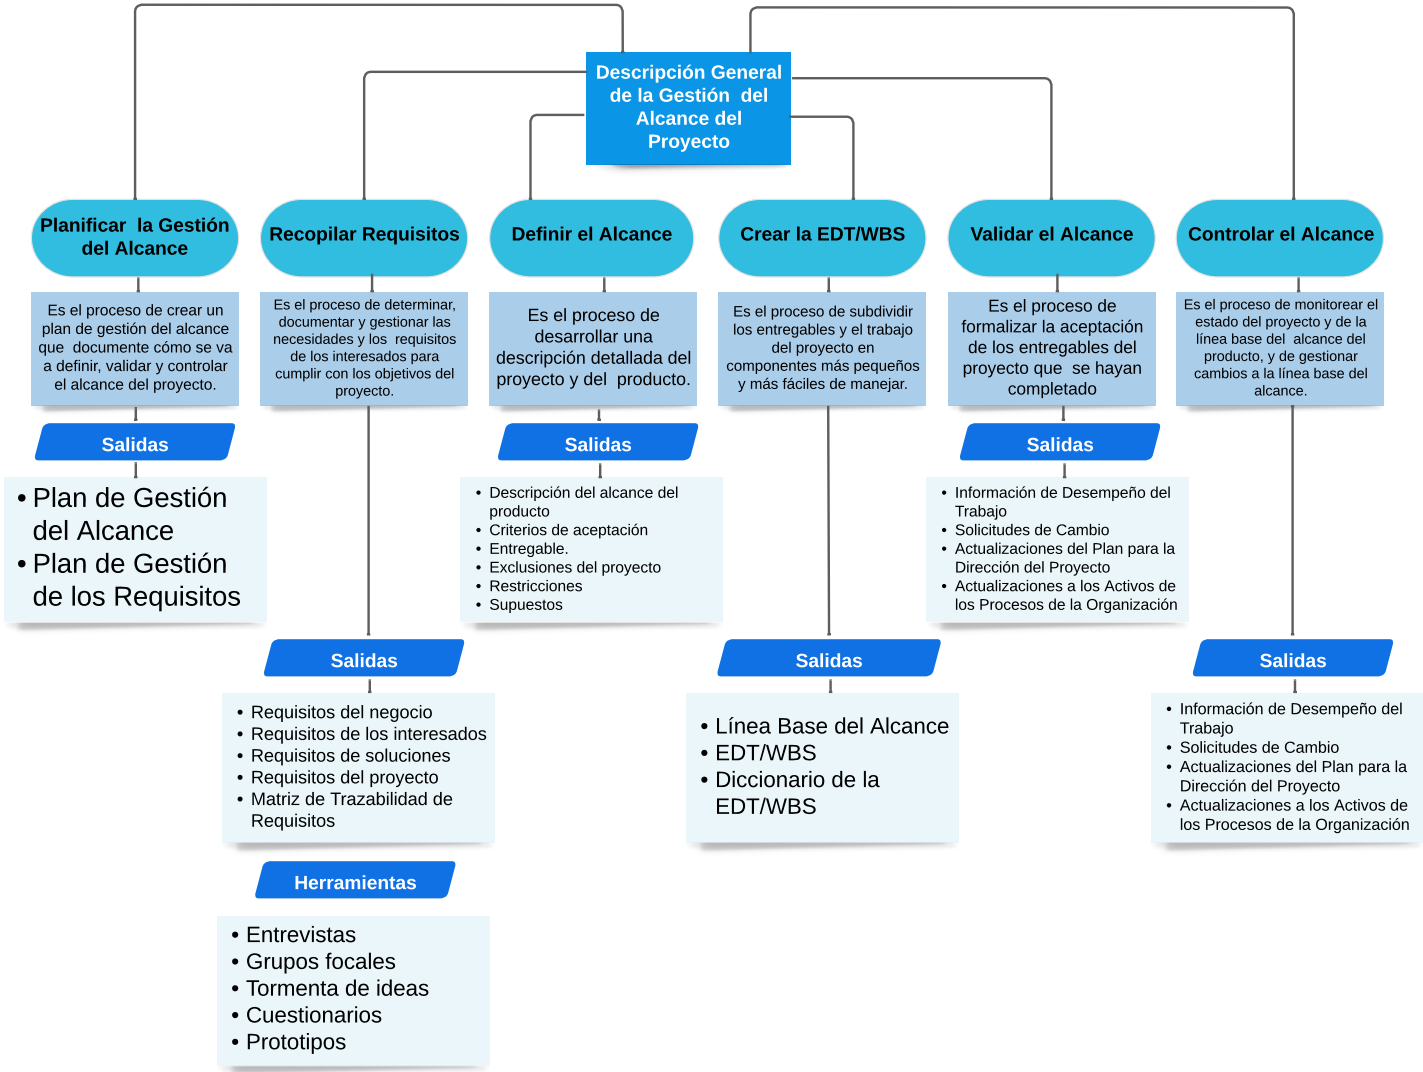 Descripción General
de la Gestión  del
Alcance del
Proyecto
Planificar  la Gestión
del Alcance
Es el proceso de crear un
plan de gestión del alcance
que  documente cómo se va
a definir, validar y controlar
el alcance del proyecto.
Salidas
• Plan de Gestión
del Alcance
• Plan de Gestión
de los Requisitos
Recopilar Requisitos
Es el proceso de determinar,
documentar y gestionar las
necesidades y los  requisitos
de los interesados para
cumplir con los objetivos del
proyecto.
Salidas
• Requisitos del negocio
• Requisitos de los interesados
• Requisitos de soluciones
• Requisitos del proyecto
• Matriz de Trazabilidad de
Requisitos
Herramientas
• Entrevistas
• Grupos focales
• Tormenta de ideas
• Cuestionarios
• Prototipos
Definir el Alcance
Es el proceso de
desarrollar una
descripción detallada del
proyecto y del  producto.
Salidas
• Descripción del alcance del
producto
• Criterios de aceptación
• Entregable.
• Exclusiones del proyecto
• Restricciones
• Supuestos
Crear la EDT/WBS
Es el proceso de subdividir
los entregables y el trabajo
del proyecto en
componentes más pequeños
y más fáciles de manejar.
Salidas
• Línea Base del Alcance
• EDT/WBS
• Diccionario de la
EDT/WBS
Validar el Alcance
Es el proceso de
formalizar la aceptación
de los entregables del
proyecto que  se hayan
completado
Salidas
• Información de Desempeño del
Trabajo
• Solicitudes de Cambio
• Actualizaciones del Plan para la
Dirección del Proyecto
• Actualizaciones a los Activos de
los Procesos de la Organización
Controlar el Alcance
Es el proceso de monitorear el
estado del proyecto y de la
línea base del  alcance del
producto, y de gestionar
cambios a la línea base del
alcance.
Salidas
• Información de Desempeño del
Trabajo
• Solicitudes de Cambio
• Actualizaciones del Plan para la
Dirección del Proyecto
• Actualizaciones a los Activos de
los Procesos de la Organización